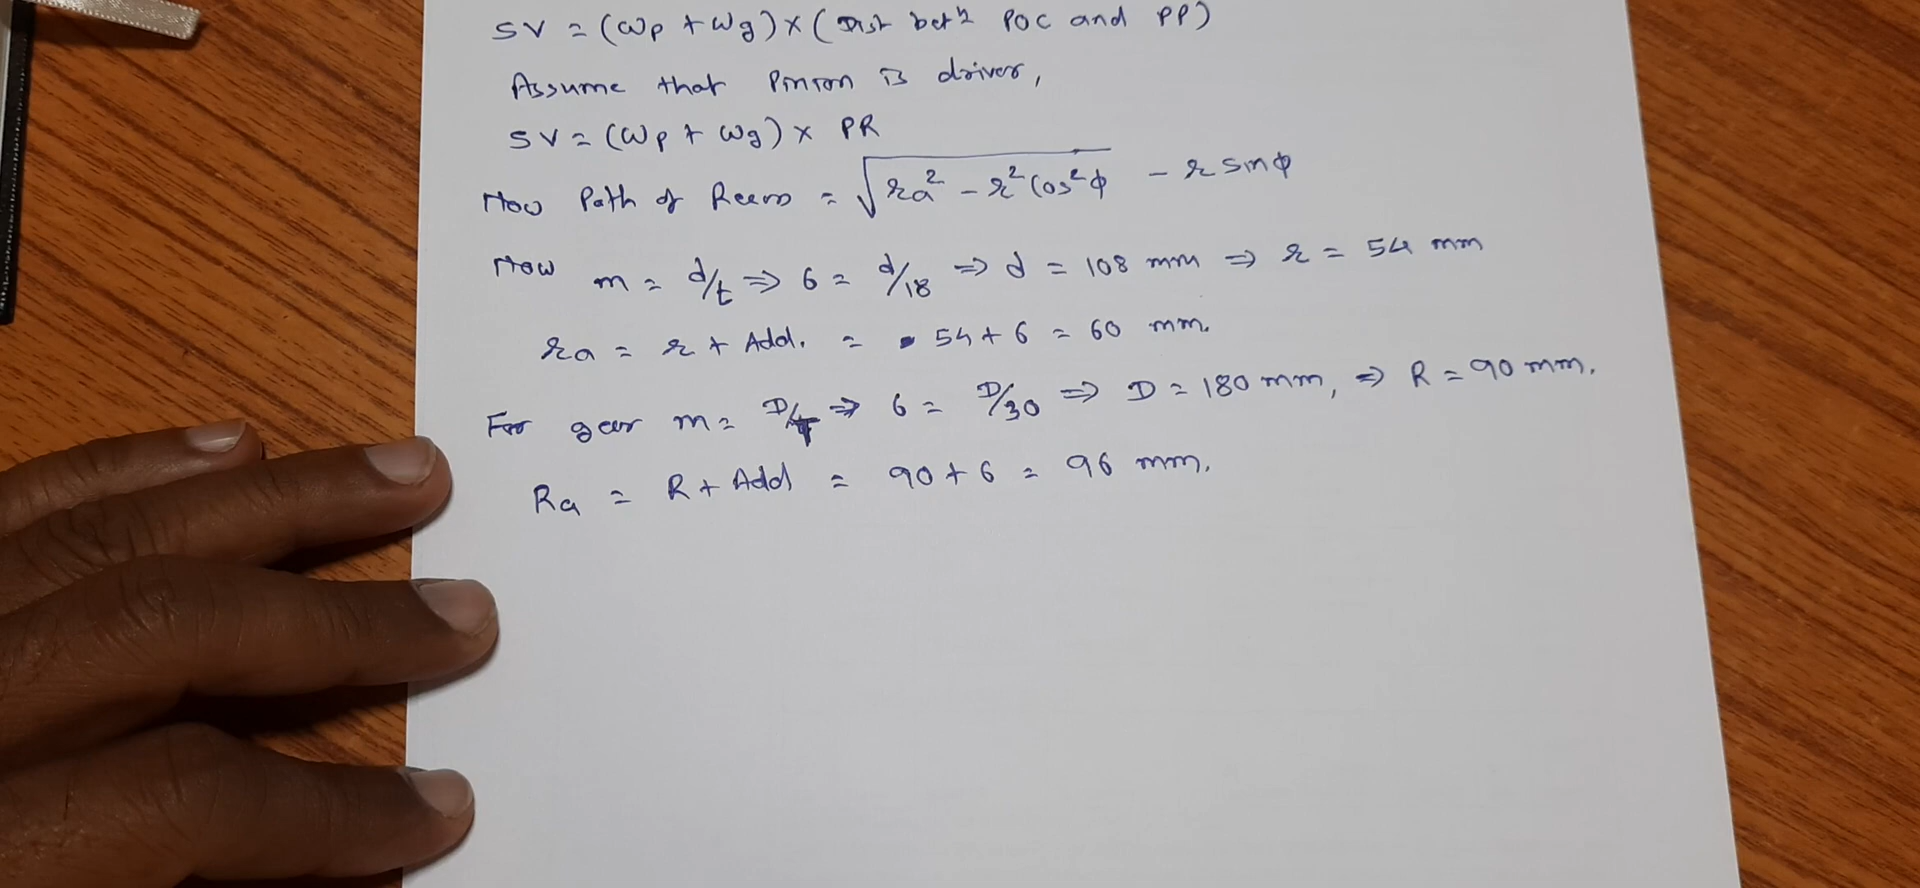 SV = (ωp + ωg) × (Dist betⁿ POC and PP)
Assume that Pinion is driver,
SV = (ωp + ωg) × PR
Now Path of Recess = √(ra² - r² Cos² φ) - r sin φ
Now m = d/t ⇒ 6 = d/18 ⇒ d = 108 mm ⇒ r = 54 mm
ra = r + Add. = 54 + 6 = 60 mm.
For gear m = D/T ⇒ 6 = D/30 ⇒ D = 180 mm, ⇒ R = 90 mm.
Ra = R + Add = 90 + 6 = 96 mm.